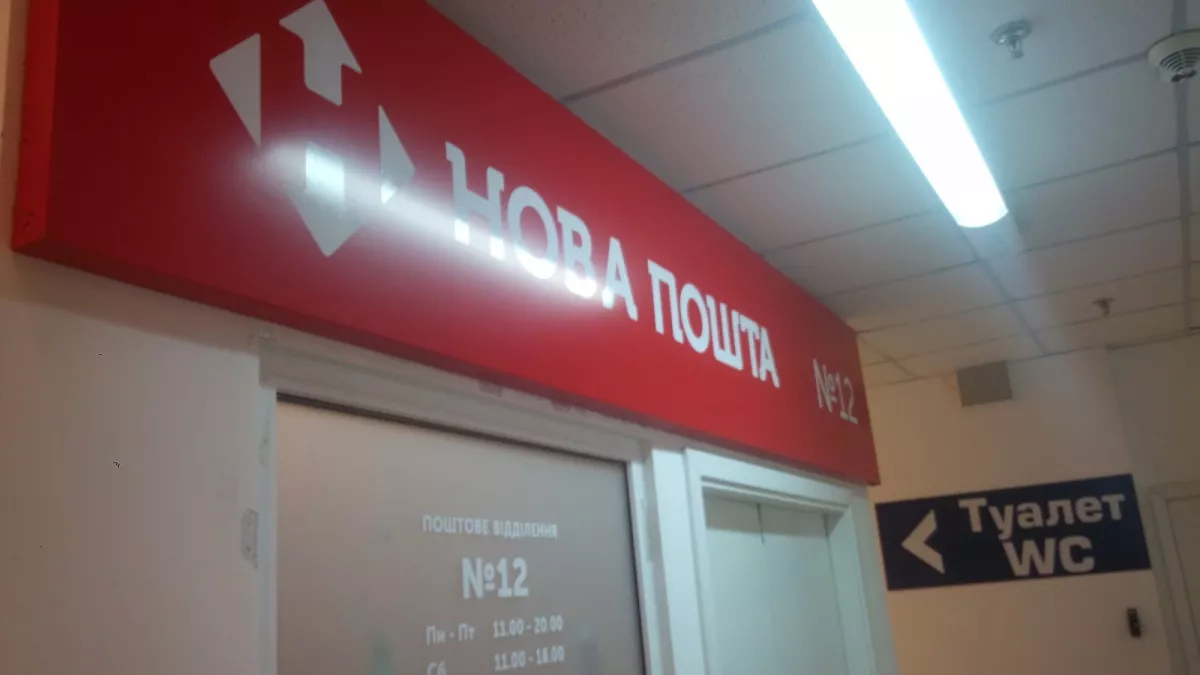 НОВА ПОШТА №12
ПОШТОВЕ ВІДДІЛЕННЯ
№12
Пн - Пт 11.00 - 20.00
Сб 11.00 - 18.00
Туалет
WC